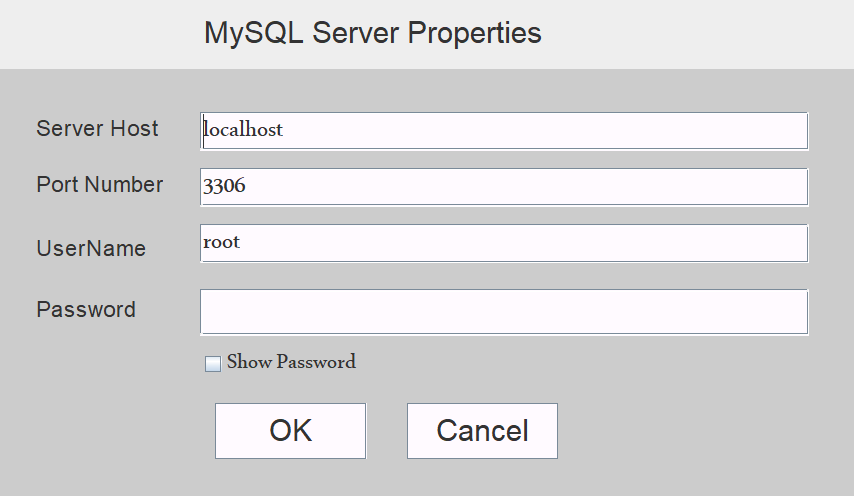 MySQL Server Properties
Server Host localhost
Port Number 3306
UserName root
Password
Show Password
OK Cancel